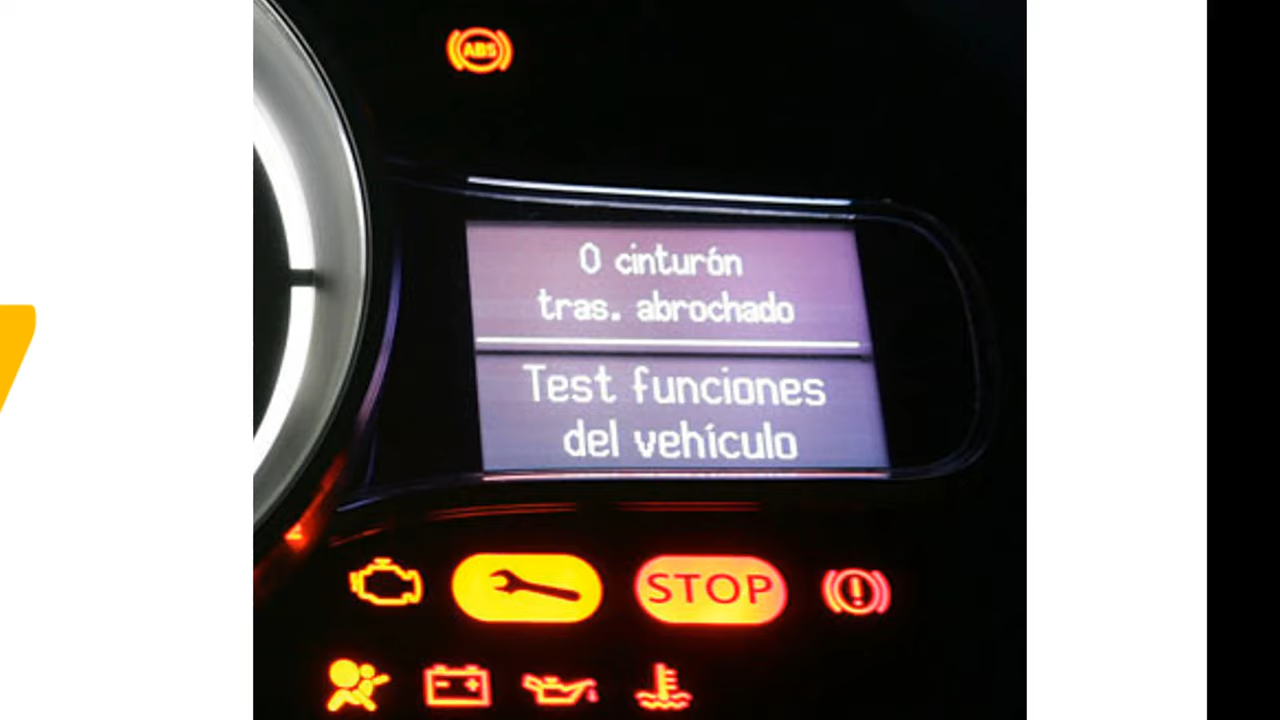 ABS
0 cinturón
tras. abrochado
Test funciones
del vehículo
STOP